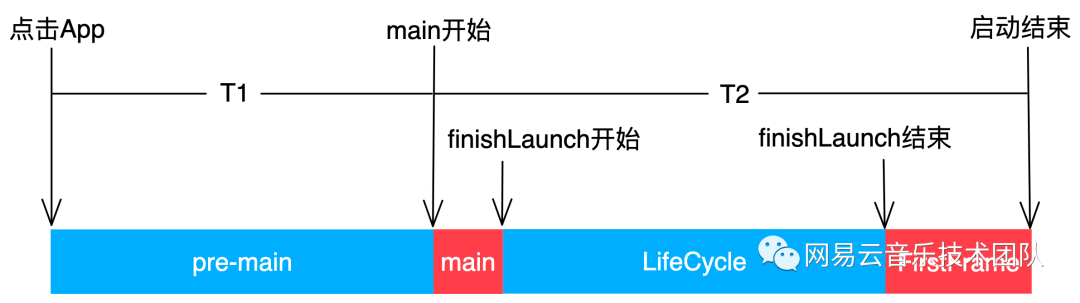 点击App
main开始
启动结束
T1
T2
finishLaunch开始
finishLaunch结束
pre-main
main
LifeCycle
网易云音乐技术团队
FirstFrame